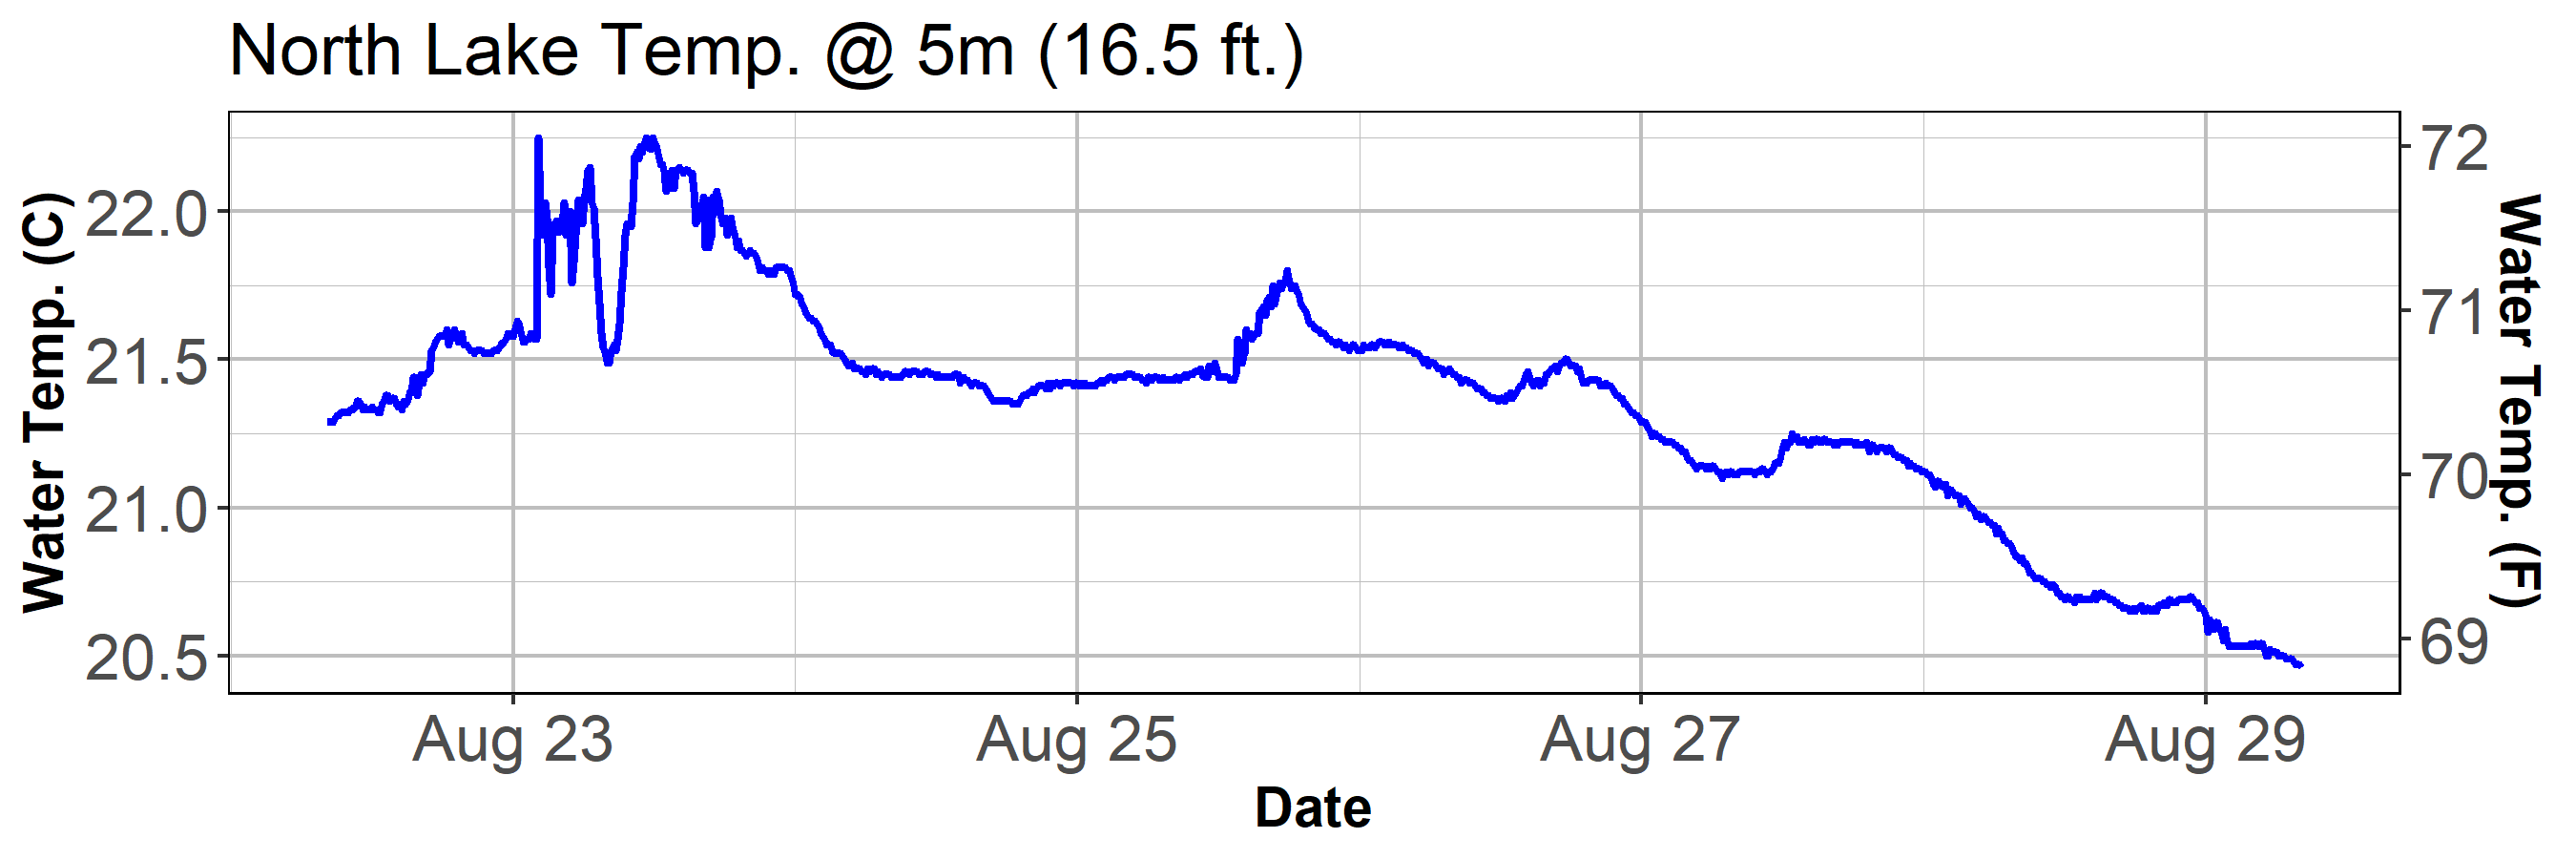 North Lake Temp. @ 5m (16.5 ft.)
Water Temp. (C)
22.0
21.5
21.0
20.5
72
71
70
69
Water Temp. (F)
Aug 23
Aug 25
Aug 27
Aug 29
Date